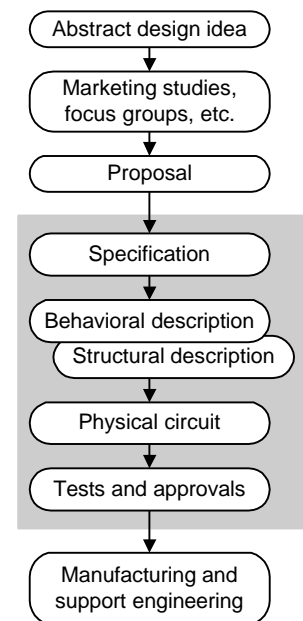 Abstract design idea
Marketing studies,
focus groups, etc.
Proposal
Specification
Behavioral description
Structural description
Physical circuit
Tests and approvals
Manufacturing and
support engineering